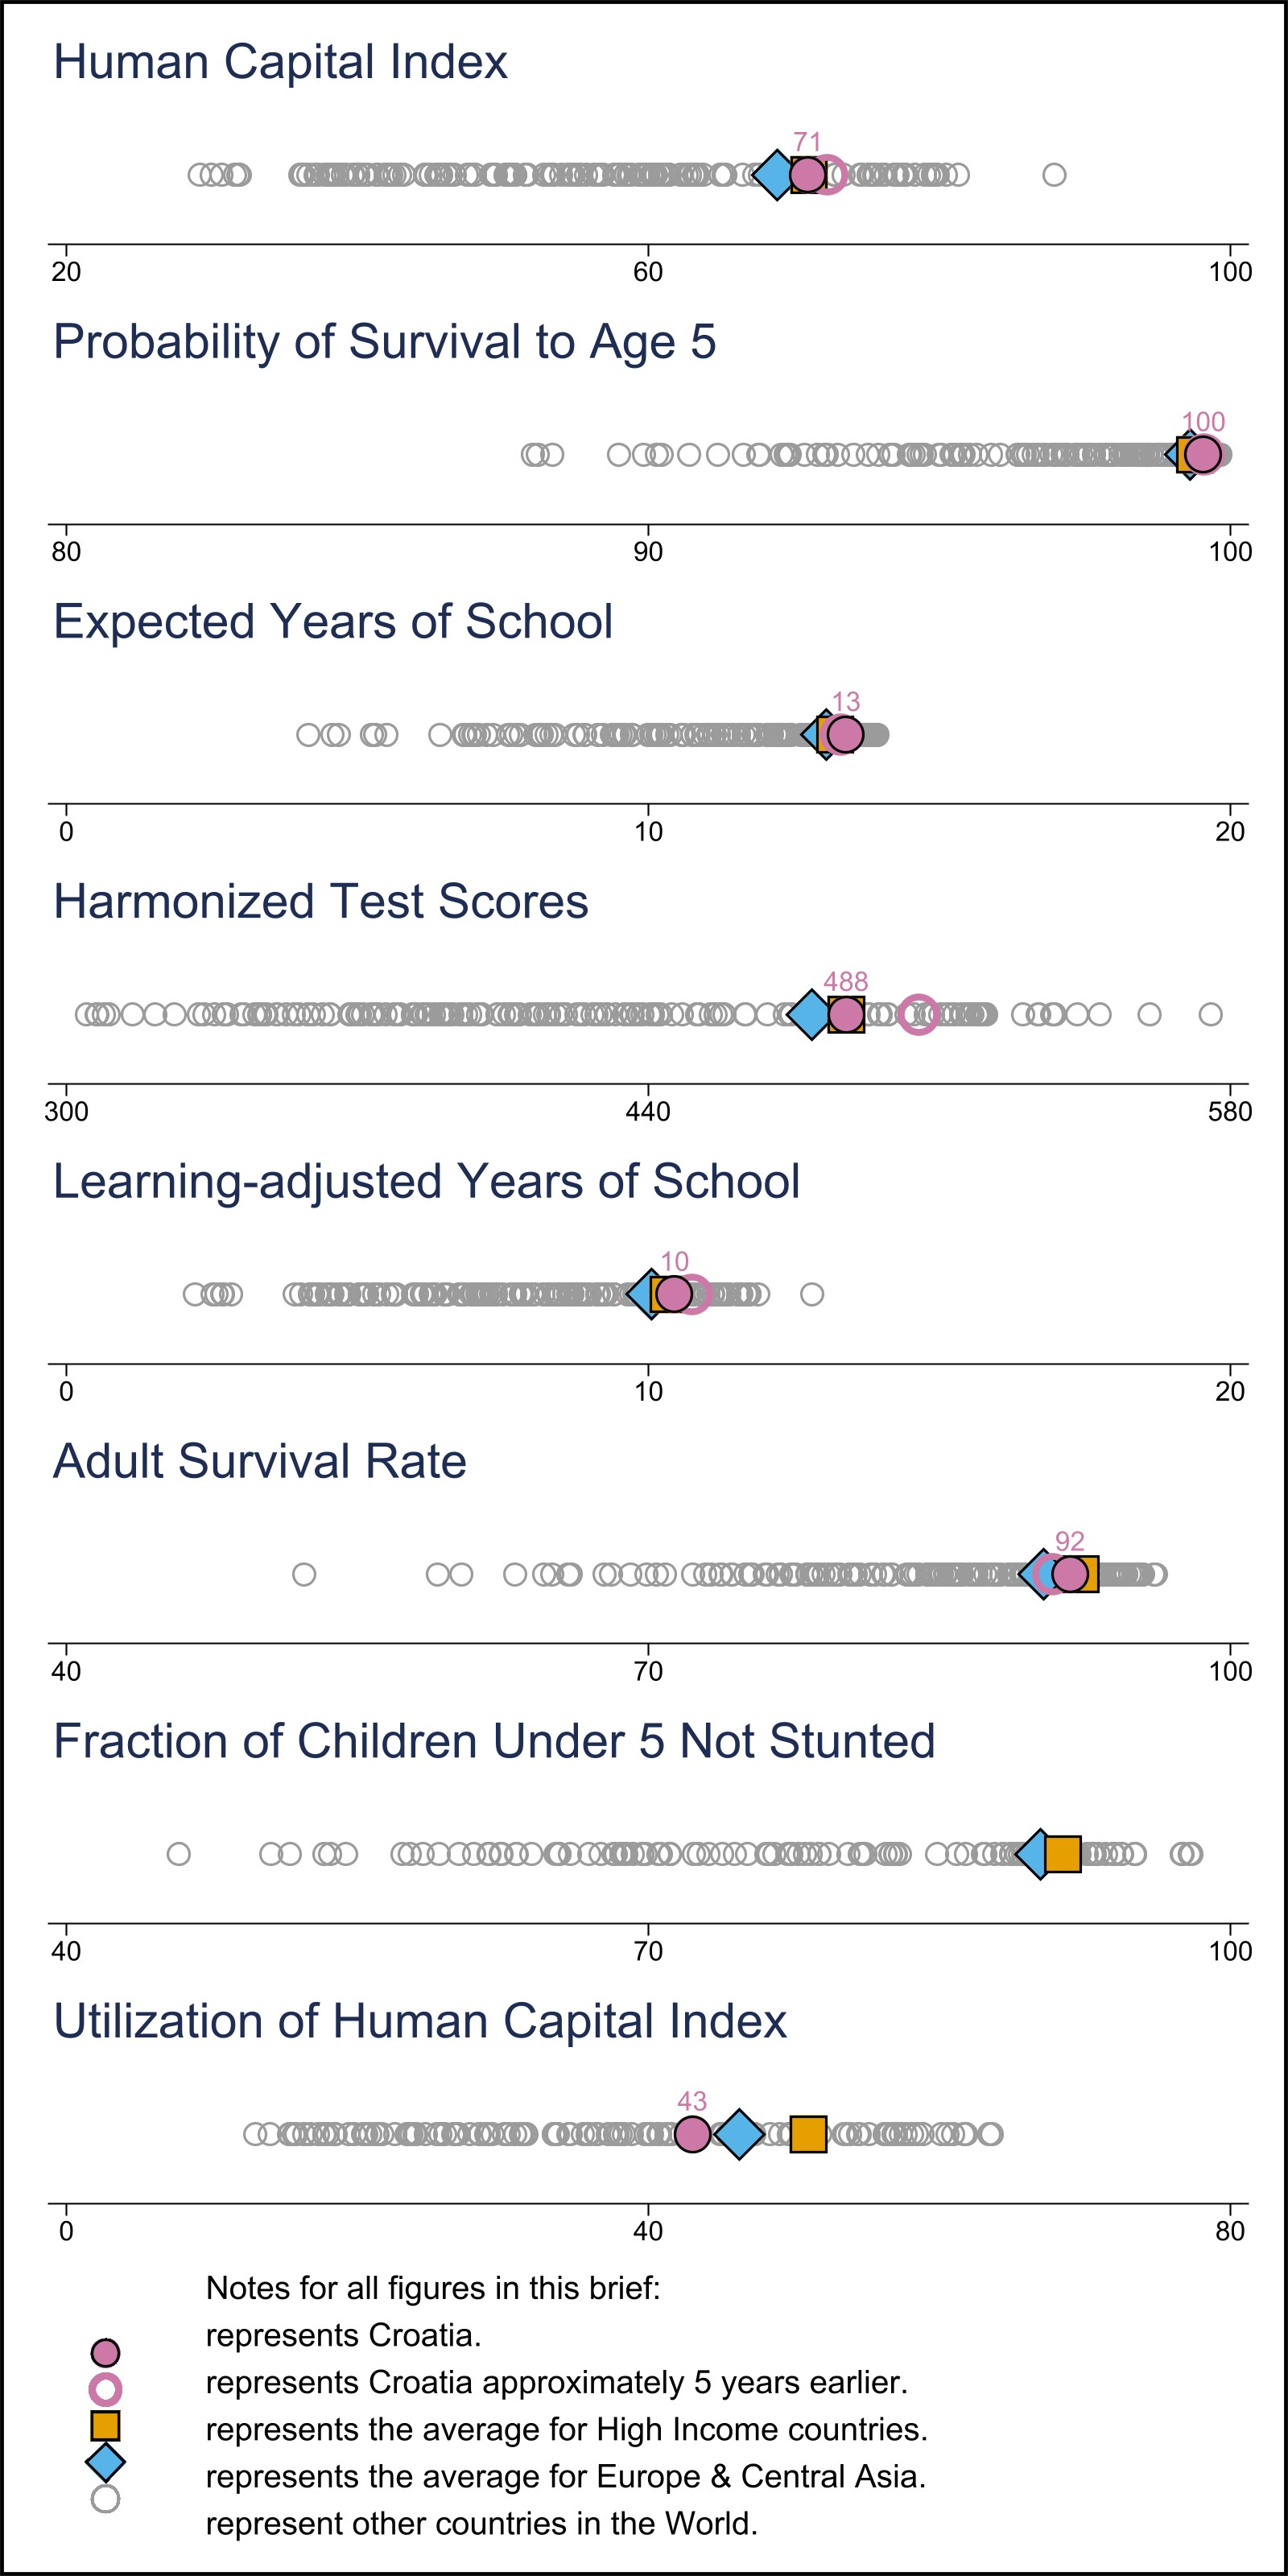 Human Capital Index
71
20 60 100
Probability of Survival to Age 5
100
80 90 100
Expected Years of School
13
0 10 20
Harmonized Test Scores
488
300 440 580
Learning-adjusted Years of School
10
0 10 20
Adult Survival Rate
92
40 70 100
Fraction of Children Under 5 Not Stunted
40 70 100
Utilization of Human Capital Index
43
0 40 80
Notes for all figures in this brief:
represents Croatia.
represents Croatia approximately 5 years earlier.
represents the average for High Income countries.
represents the average for Europe & Central Asia.
represent other countries in the World.